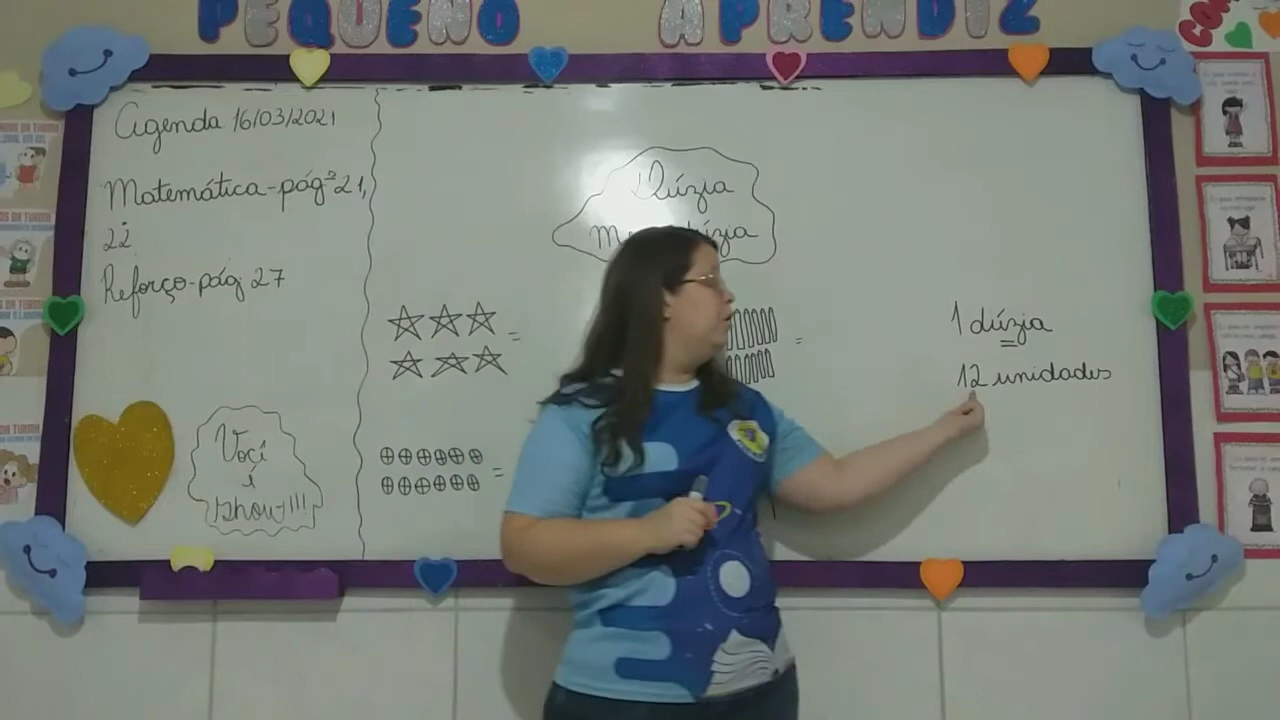 PEQUENO APRENDIZ
Agenda 16/03/2021
Matemática-págˢ 21,
22
Reforço-pág 27
Você
é
show!!!
Dúzia
=
=
=
1 dúzia
12 unidades